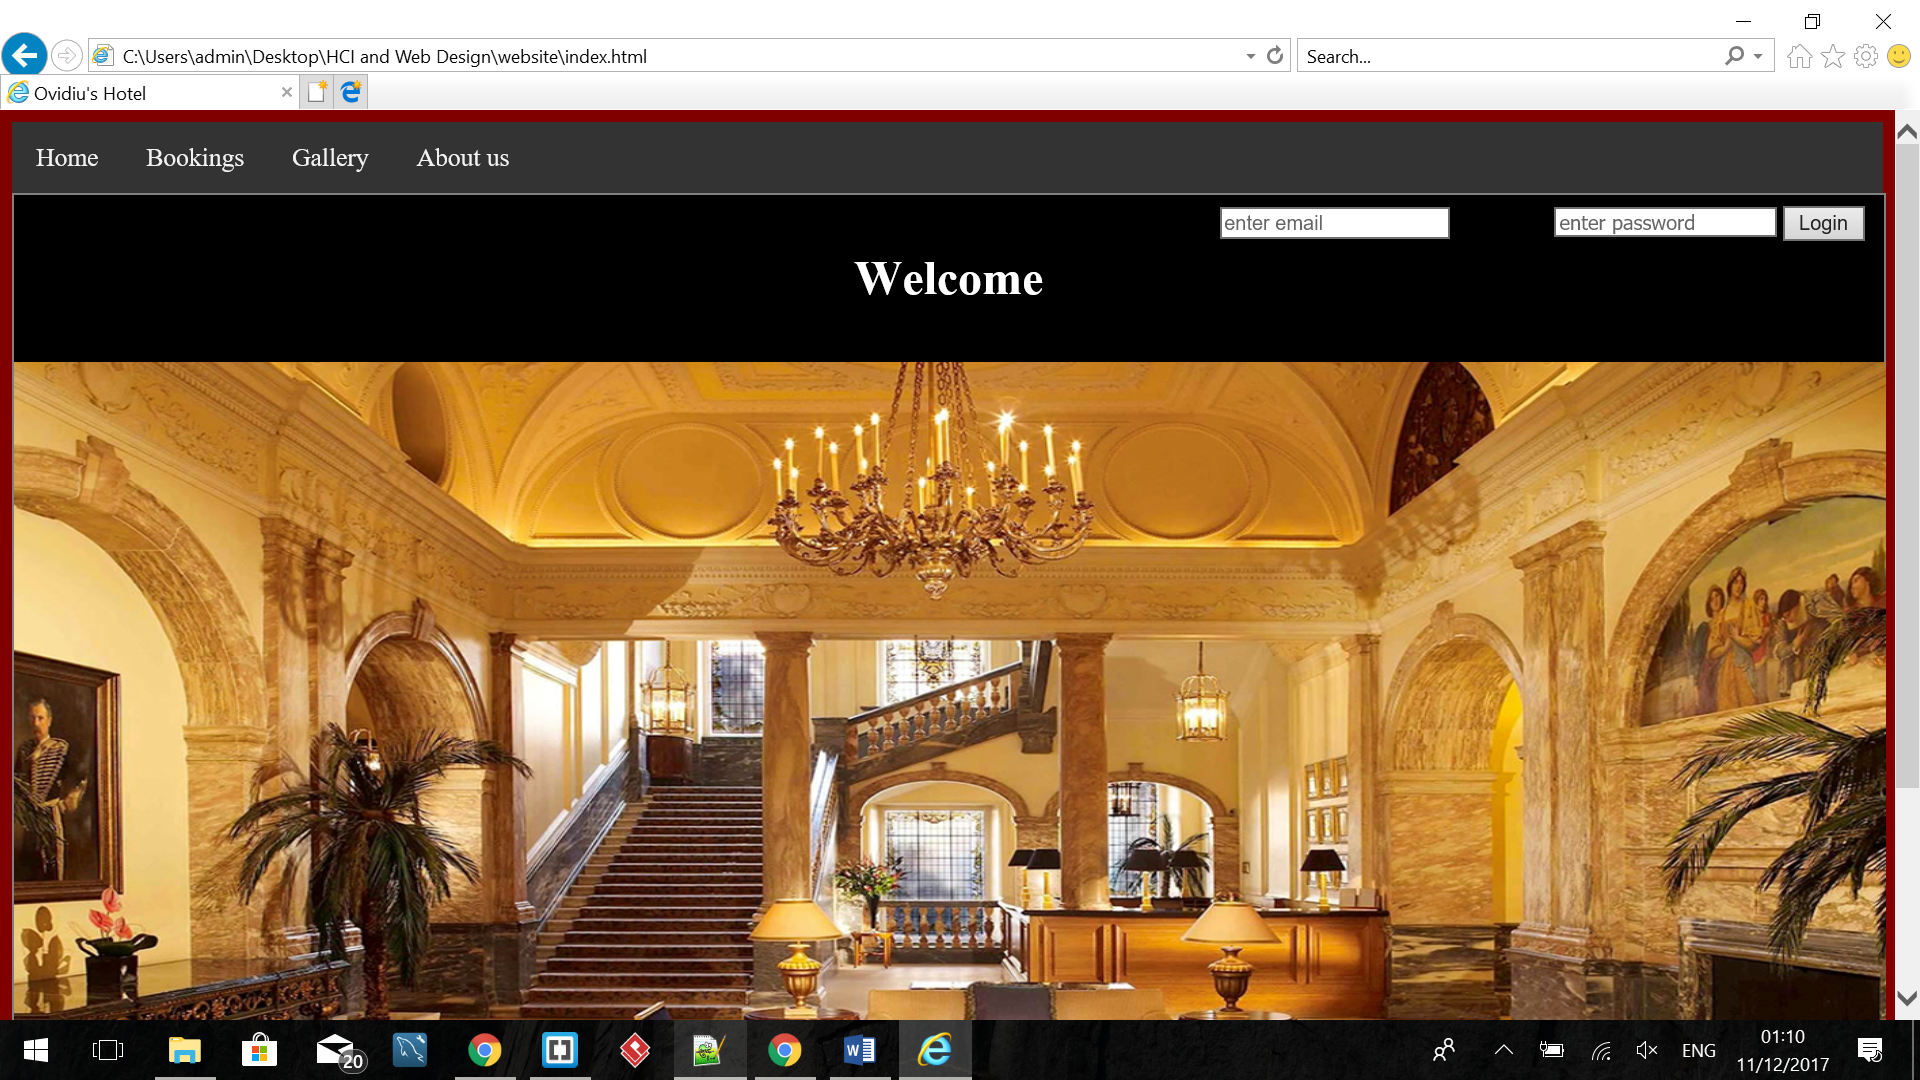 C:\Users\admin\Desktop\HCI and Web Design\website\index.html
Search...
Ovidiu's Hotel
Home Bookings Gallery About us
enter email enter password Login
Welcome
20
W
ENG
01:10
11/12/2017